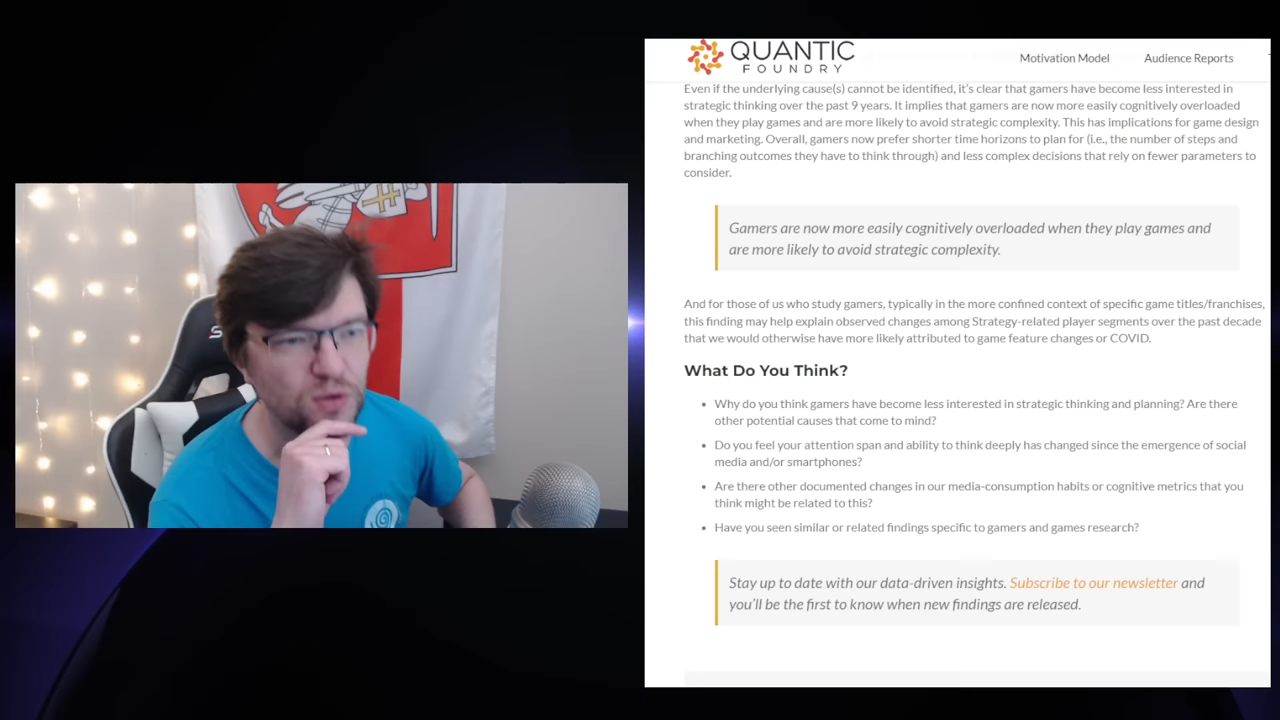 QUANTIC
FOUNDRY
Motivation Model
Audience Reports
Even if the underlying cause(s) cannot be identified, it's clear that gamers have become less interested in
strategic thinking over the past 9 years. It implies that gamers are now more easily cognitively overloaded
when they play games and are more likely to avoid strategic complexity. This has implications for game design
and marketing. Overall, gamers now prefer shorter time horizons to plan for (i.e., the number of steps and
branching outcomes they have to think through) and less complex decisions that rely on fewer parameters to
consider.
Gamers are now more easily cognitively overloaded when they play games and
are more likely to avoid strategic complexity.
And for those of us who study gamers, typically in the more confined context of specific game titles/franchises,
this finding may help explain observed changes among Strategy-related player segments over the past decade
that we would otherwise have more likely attributed to game feature changes or COVID.
What Do You Think?
• Why do you think gamers have become less interested in strategic thinking and planning? Are there
other potential causes that come to mind?
• Do you feel your attention span and ability to think deeply has changed since the emergence of social
media and/or smartphones?
• Are there other documented changes in our media-consumption habits or cognitive metrics that you
think might be related to this?
• Have you seen similar or related findings specific to gamers and games research?
Stay up to date with our data-driven insights. Subscribe to our newsletter and
you'll be the first to know when new findings are released.